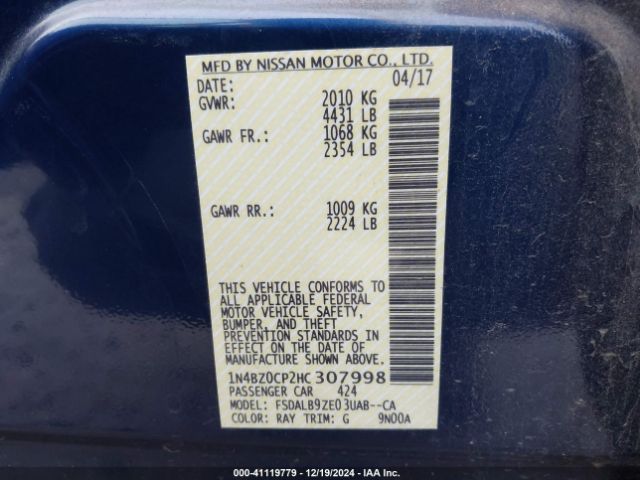 MFD BY NISSAN MOTOR CO., LTD.
DATE: 04/17
GVWR: 2010 KG
4431 LB
GAWR FR.: 1068 KG
2354 LB
GAWR RR.: 1009 KG
2224 LB
THIS VEHICLE CONFORMS TO
ALL APPLICABLE FEDERAL
MOTOR VEHICLE SAFETY,
BUMPER, AND THEFT
PREVENTION STANDARDS IN
EFFECT ON THE DATE OF
MANUFACTURE SHOWN ABOVE.
1N4BZ0CP2HC 307998
PASSENGER CAR 424
MODEL: FSDALB9ZE03UAB--CA
COLOR: RAY TRIM: G 9N00A
000-41119779 - 12/19/2024 - IAA Inc.